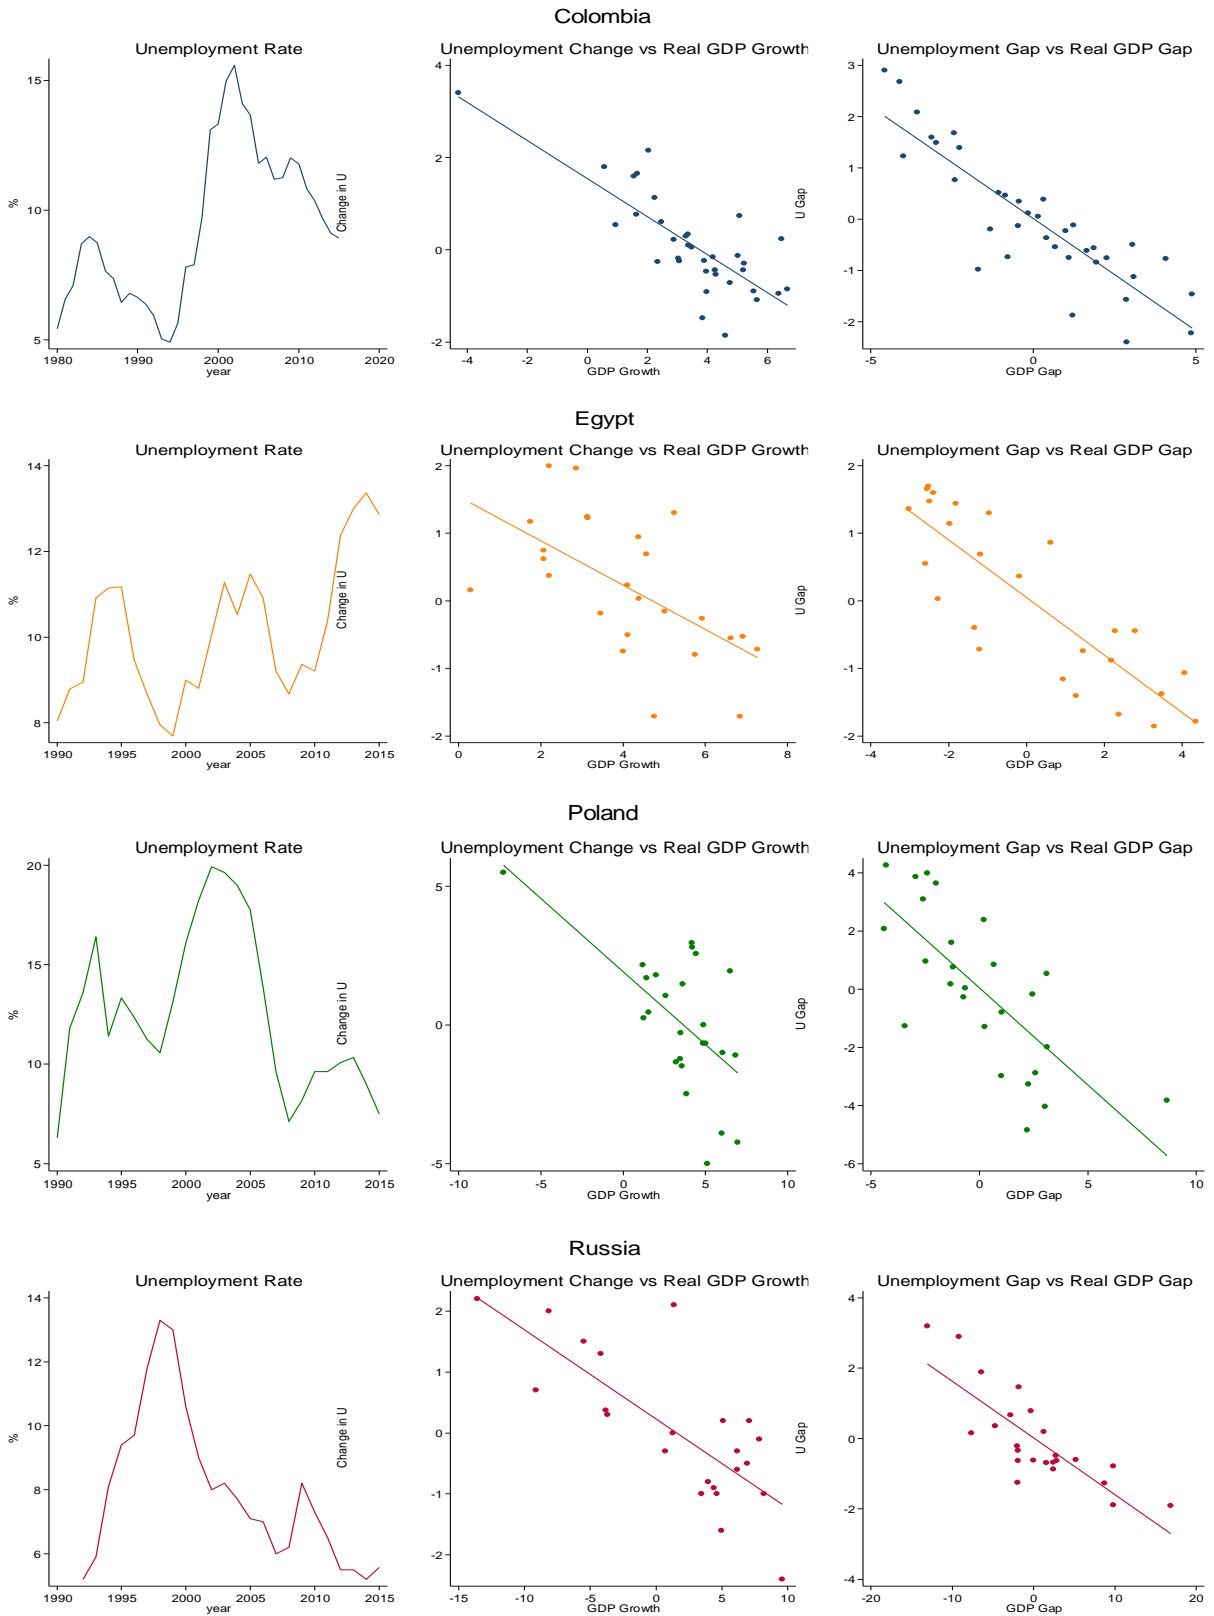 Colombia
Unemployment Rate
Unemployment Change vs Real GDP Growth
Unemployment Gap vs Real GDP Gap
%
15
10
5
1980 1990 2000 2010 2020
year
Change in U
4
2
0
-2
-4 -2 0 2 4 6
GDP Growth
U Gap
3
2
1
0
-1
-2
-5 0 5
GDP Gap
Egypt
Unemployment Rate
Unemployment Change vs Real GDP Growth
Unemployment Gap vs Real GDP Gap
%
14
12
10
8
1990 1995 2000 2005 2010 2015
year
Change in U
2
1
0
-1
-2
0 2 4 6 8
GDP Growth
U Gap
2
1
0
-1
-2
-4 -2 0 2 4
GDP Gap
Poland
Unemployment Rate
Unemployment Change vs Real GDP Growth
Unemployment Gap vs Real GDP Gap
%
20
15
10
5
1990 1995 2000 2005 2010 2015
year
Change in U
5
0
-5
-10 -5 0 5 10
GDP Growth
U Gap
4
2
0
-2
-4
-6
-5 0 5 10
GDP Gap
Russia
Unemployment Rate
Unemployment Change vs Real GDP Growth
Unemployment Gap vs Real GDP Gap
%
14
12
10
8
6
1990 1995 2000 2005 2010 2015
year
Change in U
2
1
0
-1
-2
-15 -10 -5 0 5 10
GDP Growth
U Gap
4
2
0
-2
-4
-20 -10 0 10 20
GDP Gap